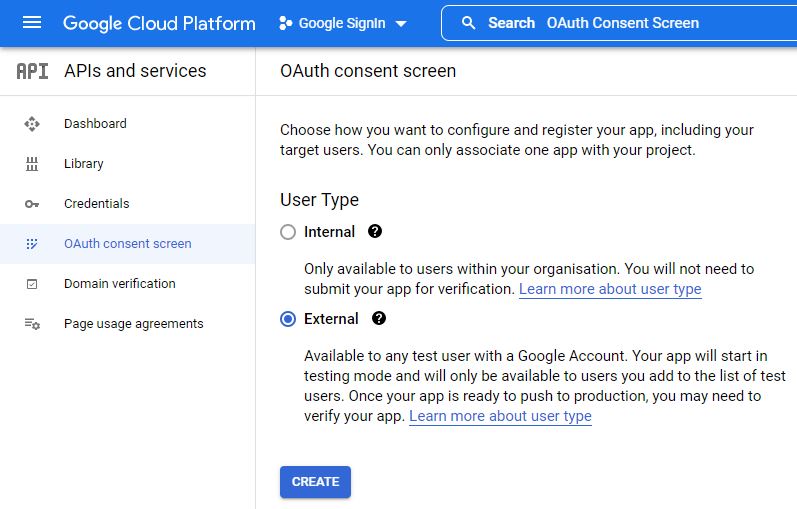 Google Cloud Platform
Google SignIn
Search OAuth Consent Screen
API APIs and services
Dashboard
Library
Credentials
OAuth consent screen
Domain verification
Page usage agreements
OAuth consent screen
Choose how you want to configure and register your app, including your
target users. You can only associate one app with your project.
User Type
Internal ?
Only available to users within your organisation. You will not need to
submit your app for verification. Learn more about user type
External ?
Available to any test user with a Google Account. Your app will start in
testing mode and will only be available to users you add to the list of test
users. Once your app is ready to push to production, you may need to
verify your app. Learn more about user type
CREATE